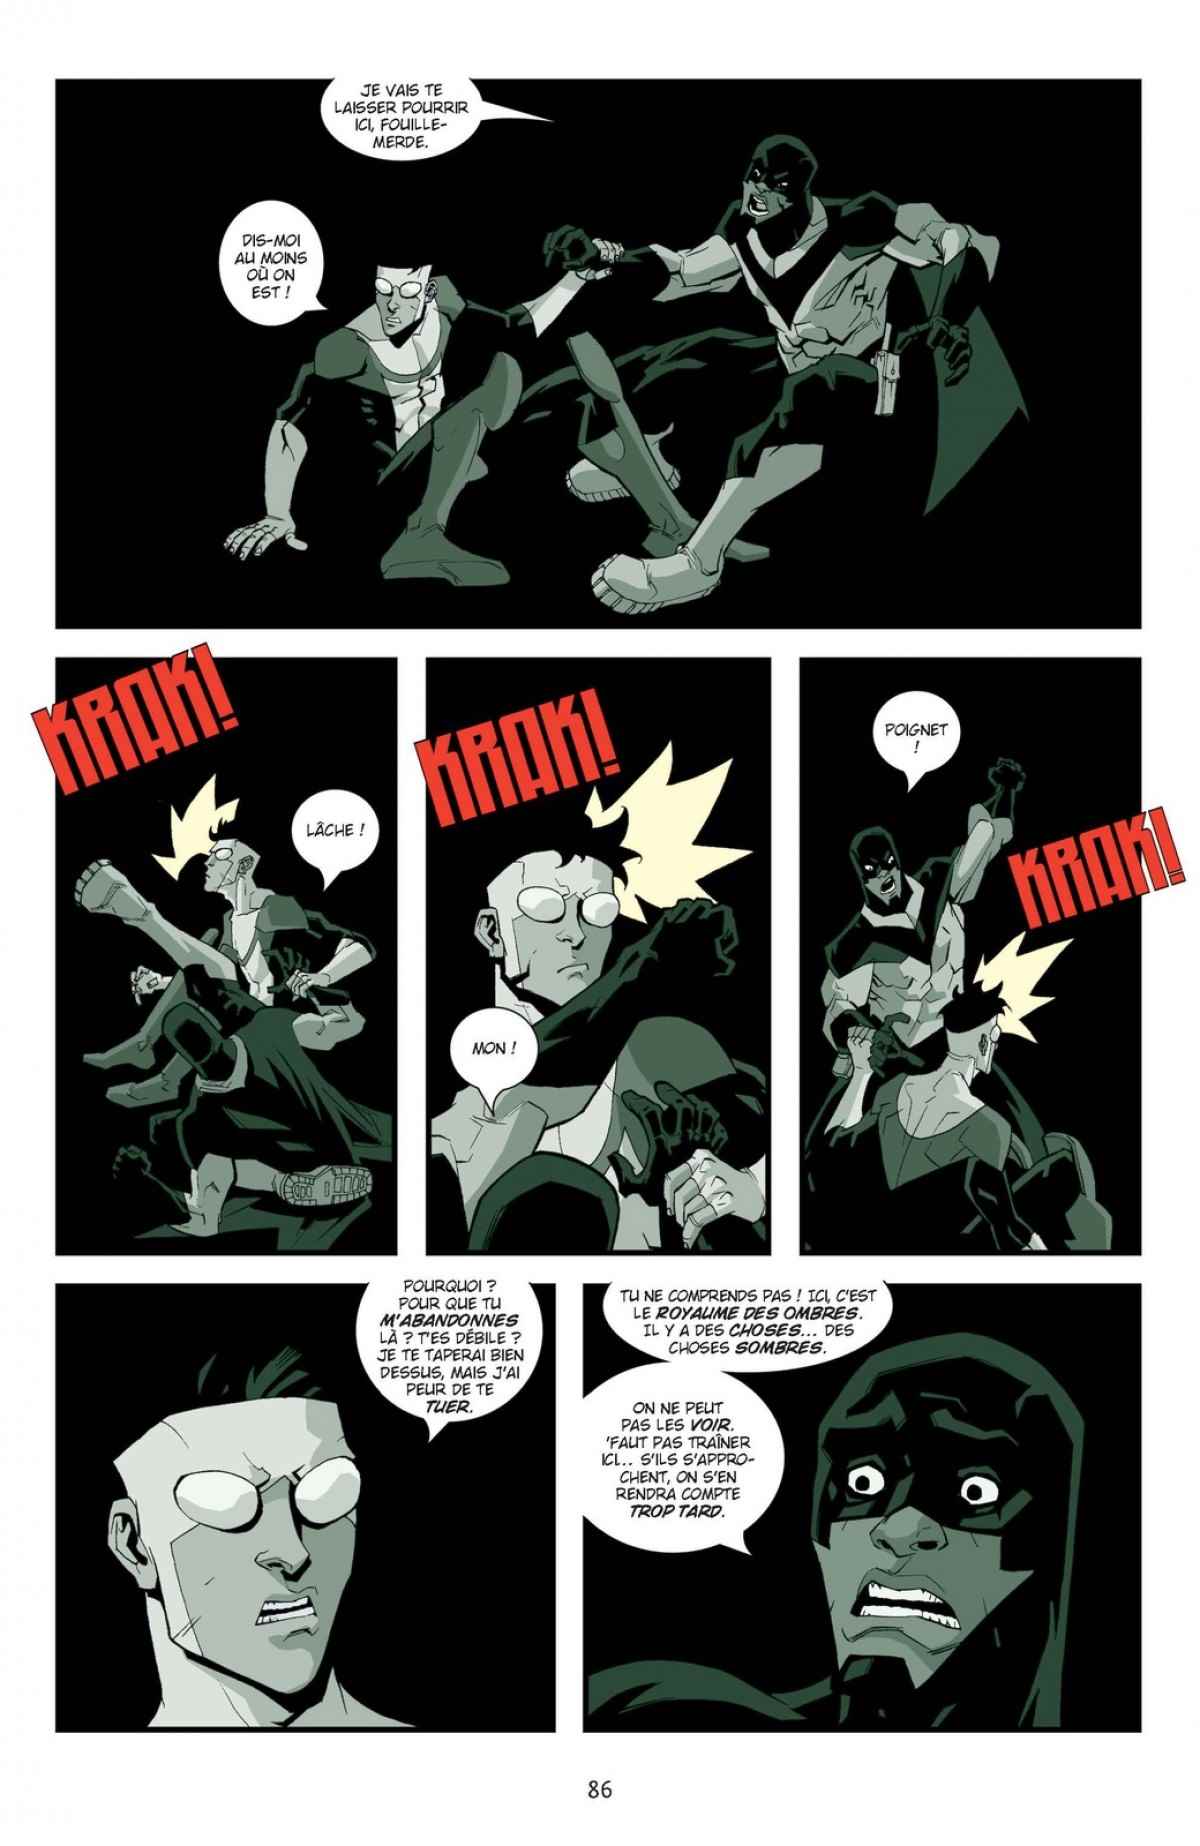 JE VAIS TE
LAISSER POURRIR
ICI, FOUILLE-
MERDE.
DIS-MOI
AU MOINS
OÙ ON
EST !
KRAK!
LÂCHE !
KRAK!
MON !
POIGNET
!
KRAK!
POURQUOI ?
POUR QUE TU
M'ABANDONNES
LÀ ? T'ES DÉBILE ?
JE TE TAPERAI BIEN
DESSUS, MAIS J'AI
PEUR DE TE
TUER.
TU NE COMPRENDS PAS ! ICI, C'EST
LE ROYAUME DES OMBRES.
IL Y A DES CHOSES... DES
CHOSES SOMBRES.
ON NE PEUT
PAS LES VOIR.
'FAUT PAS TRAÎNER
ICI... S'ILS S'APPRO-
CHENT, ON S'EN
RENDRA COMPTE
TROP TARD.
86